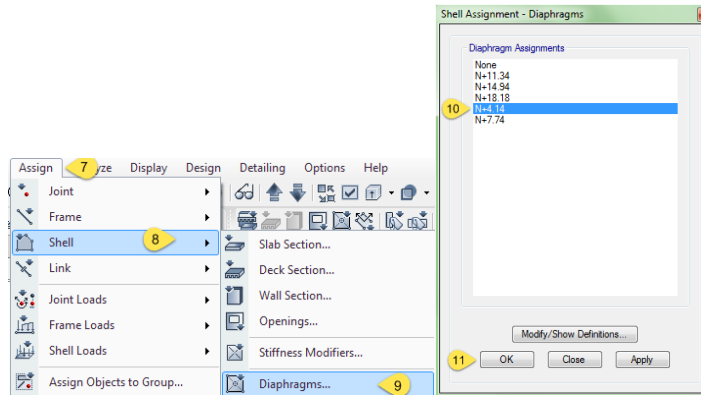 Shell Assignment - Diaphragms
Diaphragm Assignments
None
N+11.34
N+14.94
N+18.18
10 N+4.14
N+7.74
Modify/Show Definitions...
11 OK Close Apply
Assign 7 yze Display Design Detailing Options Help
Joint
Frame
Shell 8
Link
Joint Loads
Frame Loads
Shell Loads
Assign Objects to Group...
Slab Section...
Deck Section...
Wall Section...
Openings...
Stiffness Modifiers...
Diaphragms... 9